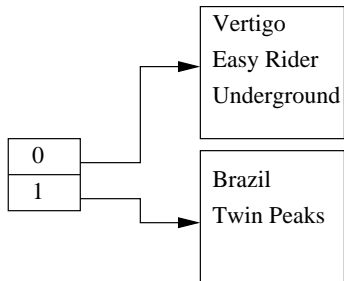 Vertigo
Easy Rider
Underground
0
1
Brazil
Twin Peaks